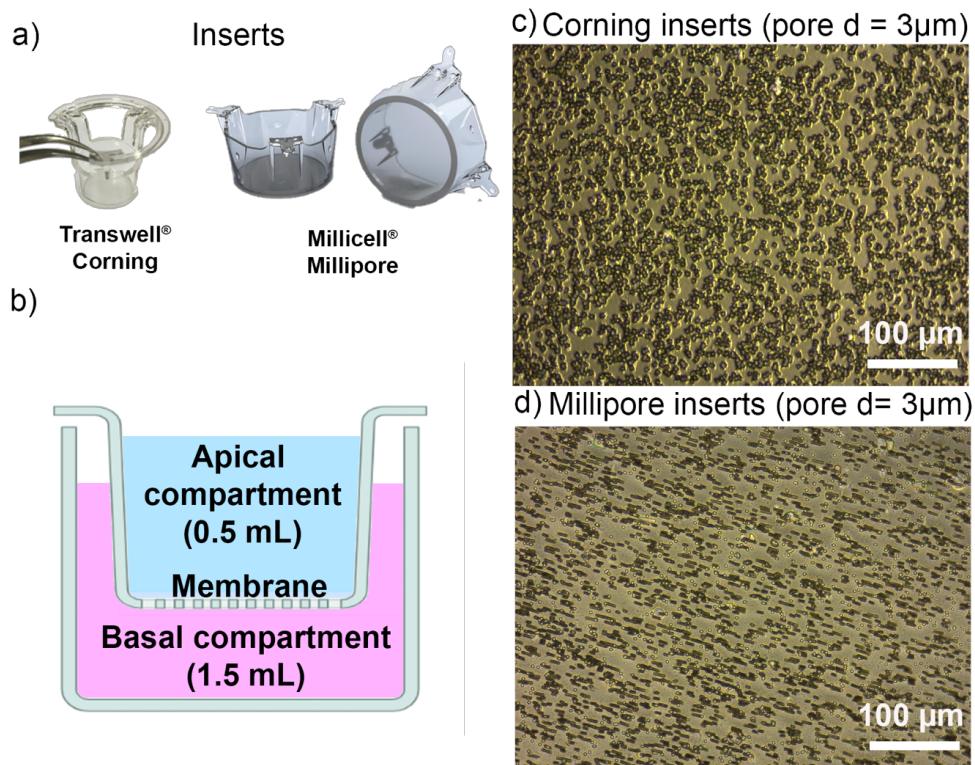 a)
Inserts
Transwell®
Corning
Millicell®
Millipore
b)
Apical
compartment
(0.5 mL)
Membrane
Basal compartment
(1.5 mL)
c) Corning inserts (pore d = 3µm)
100 µm
d) Millipore inserts (pore d= 3µm)
100 µm